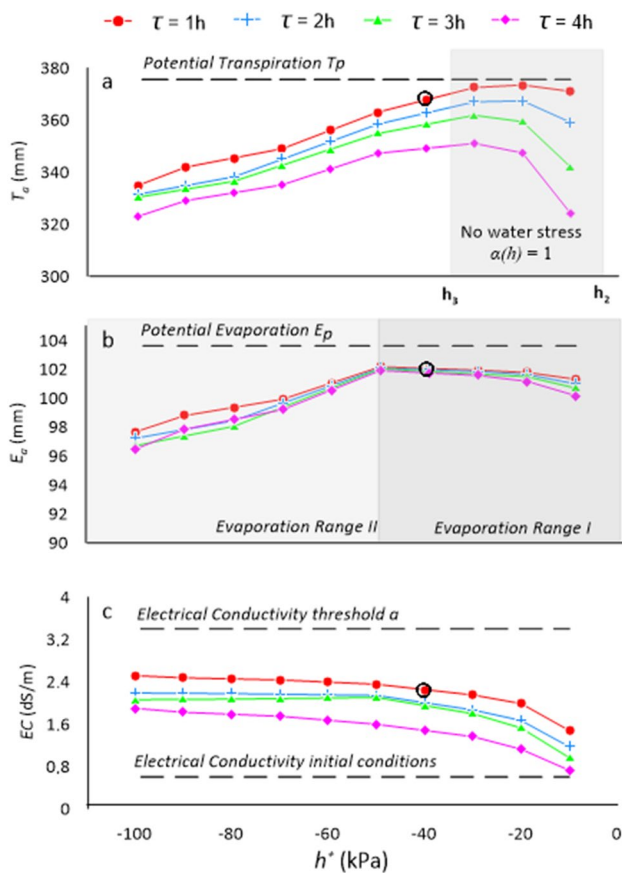 τ = 1h τ = 2h τ = 3h τ = 4h
Potential Transpiration Tp
a
380
360
340
320
300
Ta (mm)
No water stress
α(h) = 1
h3 h2
b
Potential Evaporation Ep
104
102
100
98
96
94
92
90
Ea (mm)
Evaporation Range II Evaporation Range I
c
Electrical Conductivity threshold a
4
3.2
2.4
1.6
0,8
0
EC (dS/m)
Electrical Conductivity initial conditions
-100 -80 -60 -40 -20 0
h* (kPa)